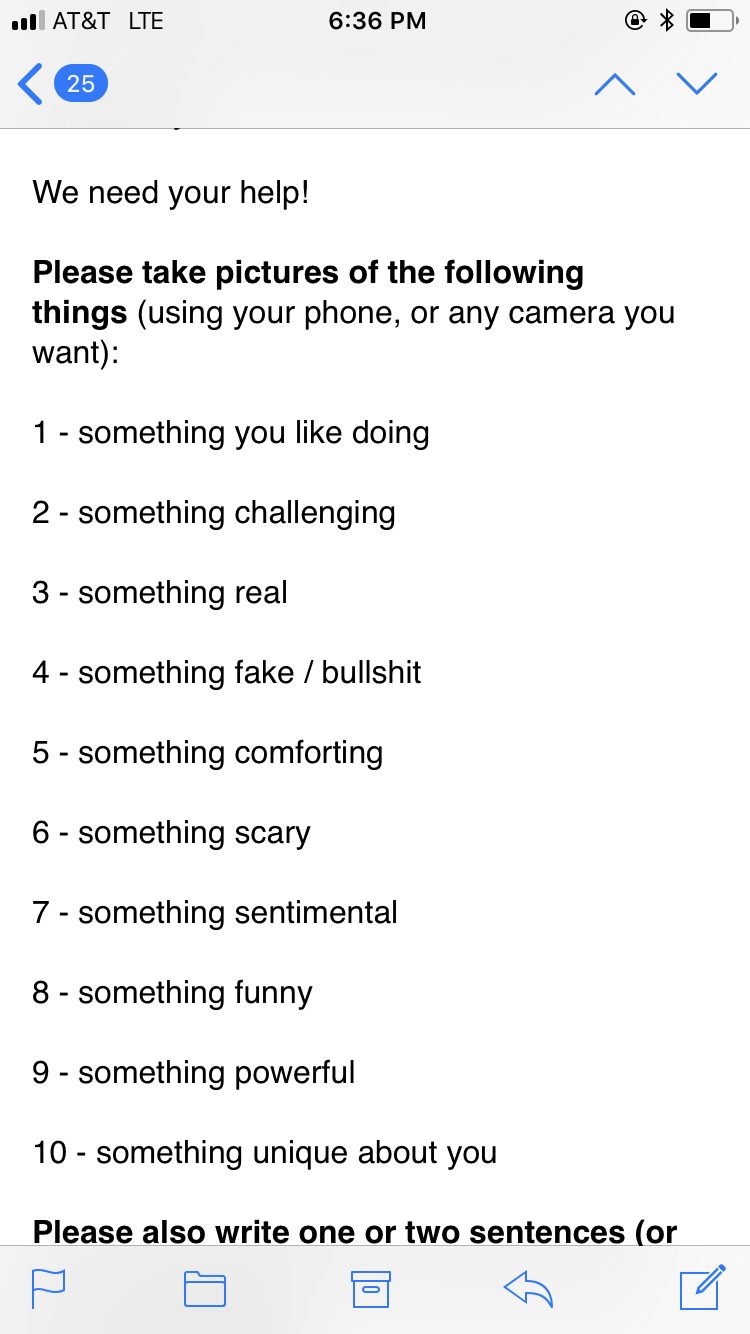 AT&T LTE 6:36 PM
25
We need your help!
Please take pictures of the following
things (using your phone, or any camera you
want):
1 - something you like doing
2 - something challenging
3 - something real
4 - something fake / bullshit
5 - something comforting
6 - something scary
7 - something sentimental
8 - something funny
9 - something powerful
10 - something unique about you
Please also write one or two sentences (or